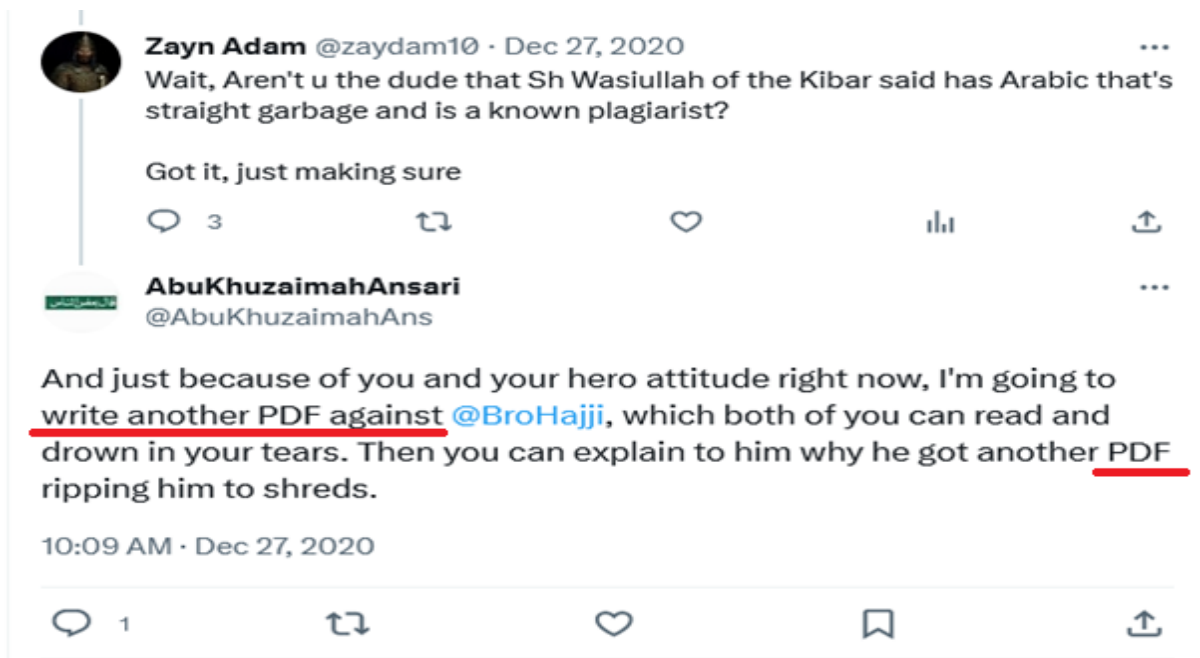 Zayn Adam @zaydam10 · Dec 27, 2020
Wait, Aren't u the dude that Sh Wasiullah of the Kibar said has Arabic that's
straight garbage and is a known plagiarist?
Got it, just making sure
3
AbuKhuzaimahAnsari
@AbuKhuzaimahAns
And just because of you and your hero attitude right now, I'm going to
write another PDF against @BroHajji, which both of you can read and
drown in your tears. Then you can explain to him why he got another PDF
ripping him to shreds.
10:09 AM · Dec 27, 2020
1